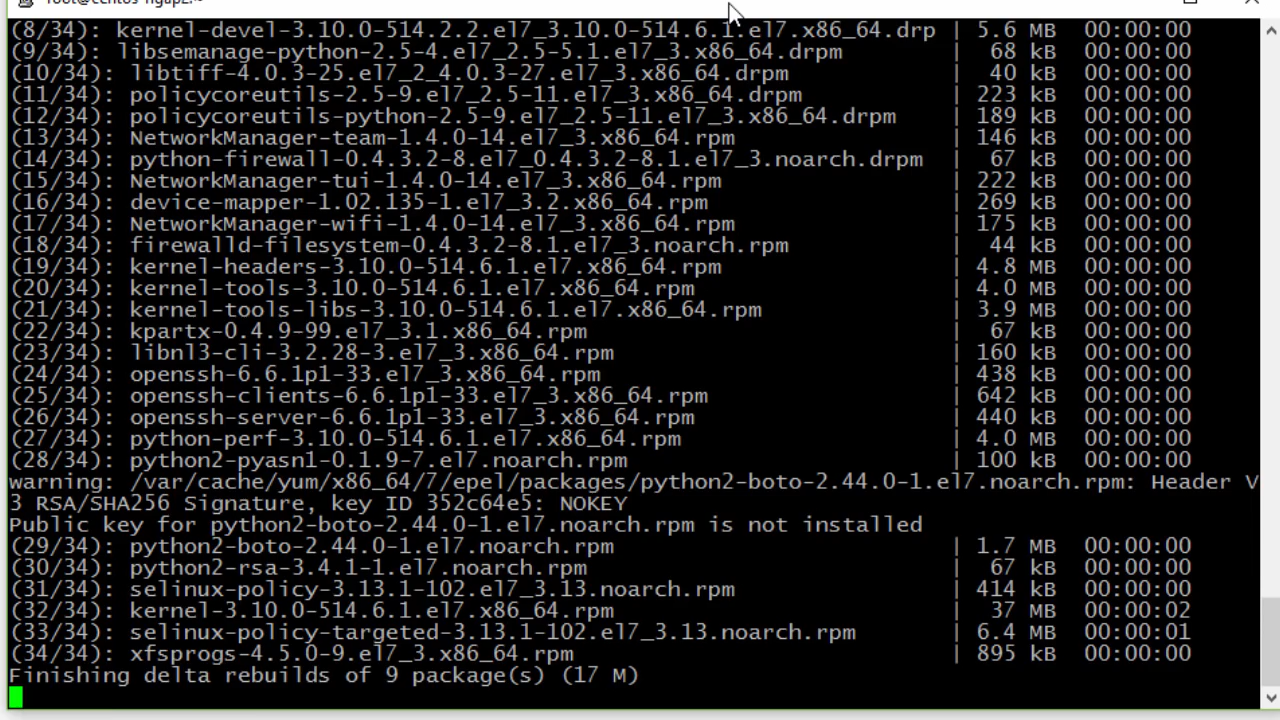 (8/34): kernel-devel-3.10.0-514.2.2.el7_3.10.0-514.6.1.el7.x86_64.drp | 5.6 MB 00:00:00
(9/34): libsemanage-python-2.5-4.el7_2.5-5.1.el7_3.x86_64.drpm | 68 kB 00:00:00
(10/34): libtiff-4.0.3-25.el7_2_4.0.3-27.el7_3.x86_64.drpm | 40 kB 00:00:00
(11/34): policycoreutils-2.5-9.el7_2.5-11.el7_3.x86_64.drpm | 223 kB 00:00:00
(12/34): policycoreutils-python-2.5-9.el7_2.5-11.el7_3.x86_64.drpm | 189 kB 00:00:00
(13/34): NetworkManager-team-1.4.0-14.el7_3.x86_64.rpm | 146 kB 00:00:00
(14/34): python-firewall-0.4.3.2-8.el7_0.4.3.2-8.1.el7_3.noarch.drpm | 67 kB 00:00:00
(15/34): NetworkManager-tui-1.4.0-14.el7_3.x86_64.rpm | 222 kB 00:00:00
(16/34): device-mapper-1.02.135-1.el7_3.2.x86_64.rpm | 269 kB 00:00:00
(17/34): NetworkManager-wifi-1.4.0-14.el7_3.x86_64.rpm | 175 kB 00:00:00
(18/34): firewalld-filesystem-0.4.3.2-8.1.el7_3.noarch.rpm | 44 kB 00:00:00
(19/34): kernel-headers-3.10.0-514.6.1.el7.x86_64.rpm | 4.8 MB 00:00:00
(20/34): kernel-tools-3.10.0-514.6.1.el7.x86_64.rpm | 4.0 MB 00:00:00
(21/34): kernel-tools-libs-3.10.0-514.6.1.el7.x86_64.rpm | 3.9 MB 00:00:00
(22/34): kpartx-0.4.9-99.el7_3.1.x86_64.rpm | 67 kB 00:00:00
(23/34): libnl3-cli-3.2.28-3.el7_3.x86_64.rpm | 160 kB 00:00:00
(24/34): openssh-6.6.1p1-33.el7_3.x86_64.rpm | 438 kB 00:00:00
(25/34): openssh-clients-6.6.1p1-33.el7_3.x86_64.rpm | 642 kB 00:00:00
(26/34): openssh-server-6.6.1p1-33.el7_3.x86_64.rpm | 440 kB 00:00:00
(27/34): python-perf-3.10.0-514.6.1.el7.x86_64.rpm | 4.0 MB 00:00:00
(28/34): python2-pyasn1-0.1.9-7.el7.noarch.rpm | 100 kB 00:00:00
warning: /var/cache/yum/x86_64/7/epel/packages/python2-boto-2.44.0-1.el7.noarch.rpm: Header V
3 RSA/SHA256 Signature, key ID 352c64e5: NOKEY
Public key for python2-boto-2.44.0-1.el7.noarch.rpm is not installed
(29/34): python2-boto-2.44.0-1.el7.noarch.rpm | 1.7 MB 00:00:00
(30/34): python2-rsa-3.4.1-1.el7.noarch.rpm | 67 kB 00:00:00
(31/34): selinux-policy-3.13.1-102.el7_3.13.noarch.rpm | 414 kB 00:00:00
(32/34): kernel-3.10.0-514.6.1.el7.x86_64.rpm | 37 MB 00:00:02
(33/34): selinux-policy-targeted-3.13.1-102.el7_3.13.noarch.rpm | 6.4 MB 00:00:01
(34/34): xfsprogs-4.5.0-9.el7_3.x86_64.rpm | 895 kB 00:00:00
Finishing delta rebuilds of 9 package(s) (17 M)